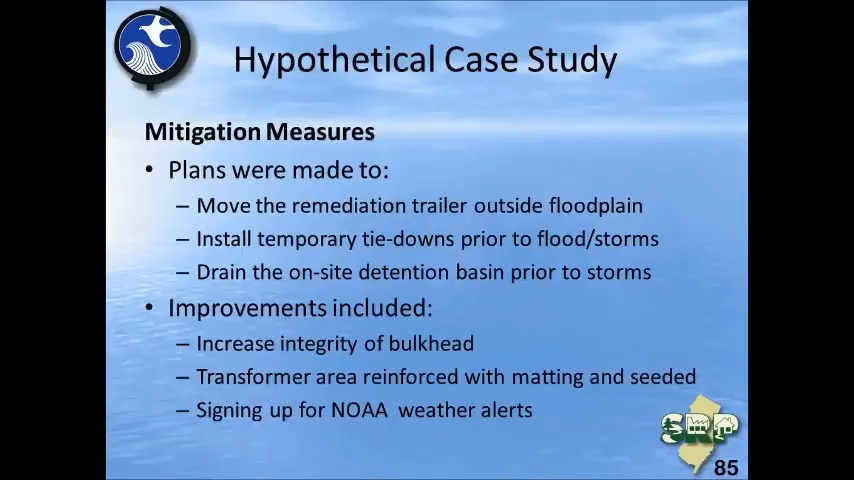 Hypothetical Case Study
Mitigation Measures
• Plans were made to:
– Move the remediation trailer outside floodplain
– Install temporary tie-downs prior to flood/storms
– Drain the on-site detention basin prior to storms
• Improvements included:
– Increase integrity of bulkhead
– Transformer area reinforced with matting and seeded
– Signing up for NOAA weather alerts
SRP
85